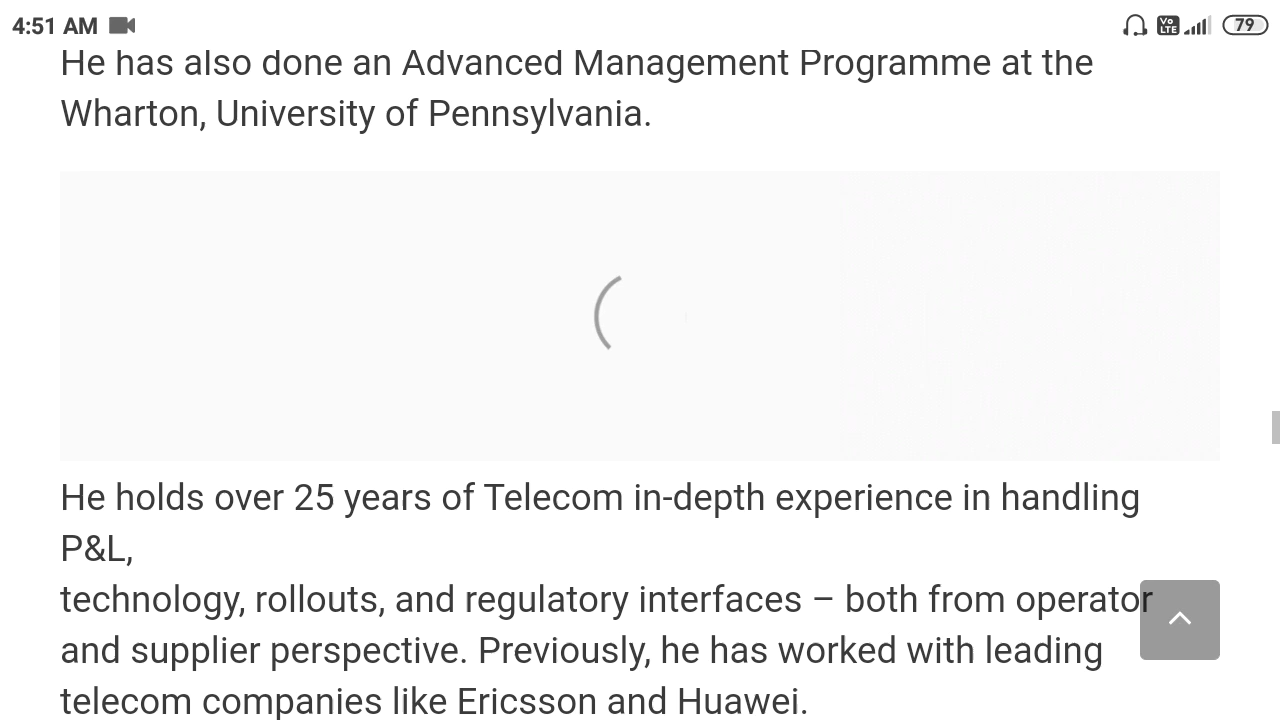 4:51 AM
Vo LTE
79
He has also done an Advanced Management Programme at the
Wharton, University of Pennsylvania.
He holds over 25 years of Telecom in-depth experience in handling
P&L,
technology, rollouts, and regulatory interfaces – both from operator
and supplier perspective. Previously, he has worked with leading
telecom companies like Ericsson and Huawei.